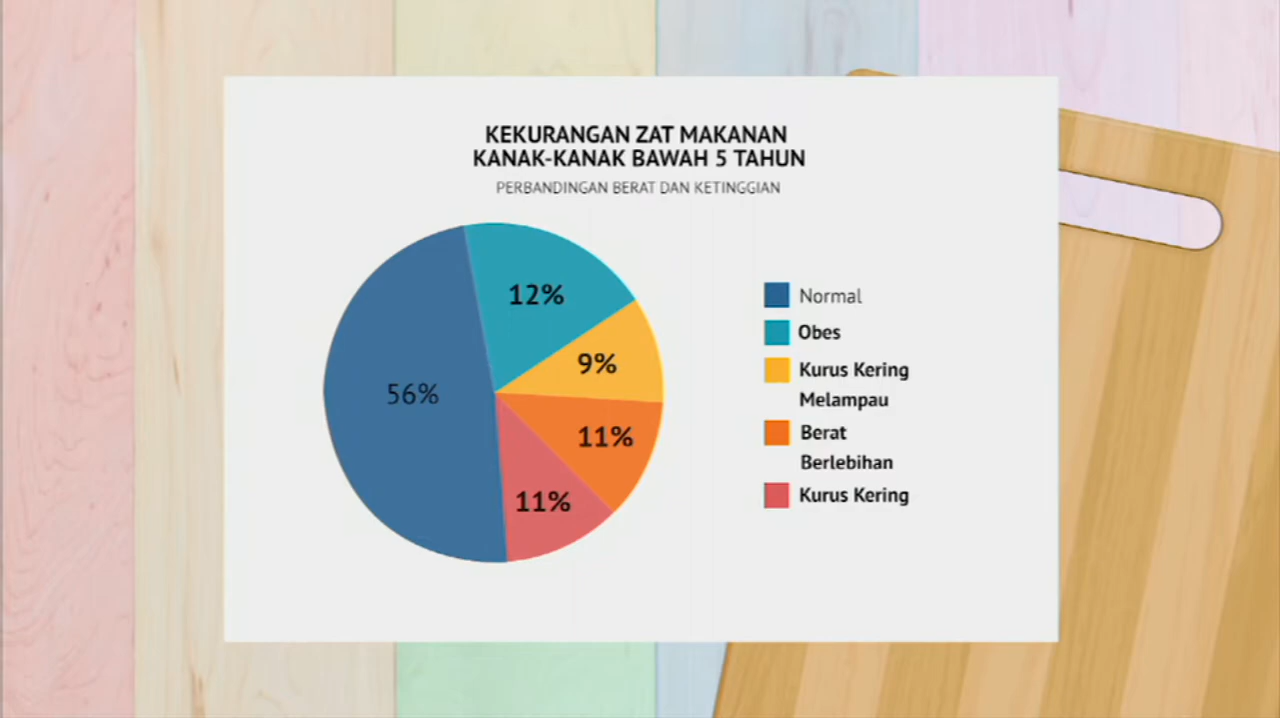 KEKURANGAN ZAT MAKANAN
KANAK-KANAK BAWAH 5 TAHUN
PERBANDINGAN BERAT DAN KETINGGIAN
12%
9%
56%
11%
11%
Normal
Obes
Kurus Kering
Melampau
Berat
Berlebihan
Kurus Kering